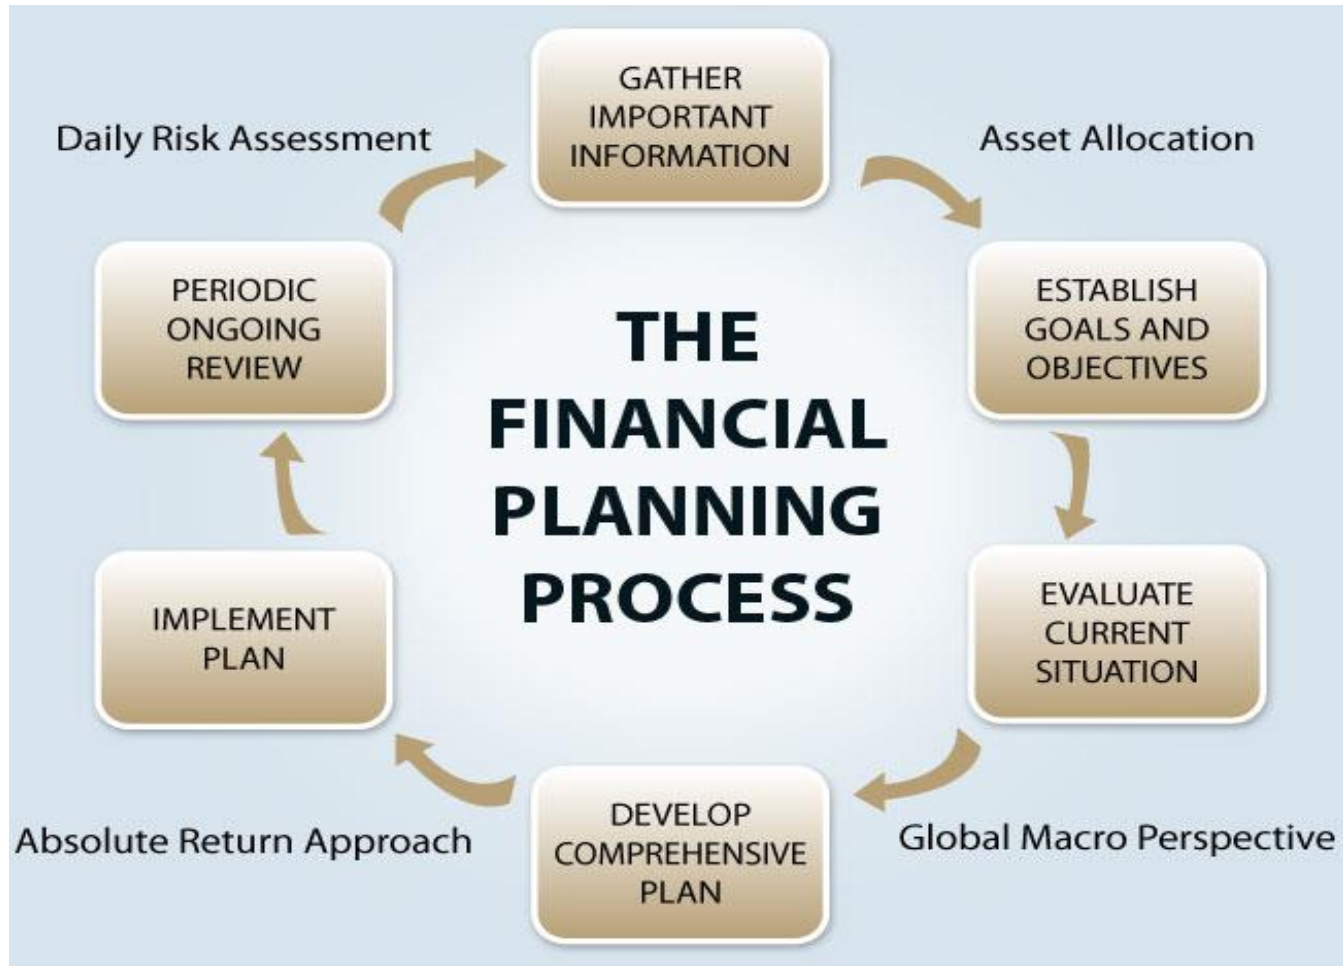 GATHER
IMPORTANT
INFORMATION
Daily Risk Assessment
Asset Allocation
PERIODIC
ONGOING
REVIEW
ESTABLISH
GOALS AND
OBJECTIVES
THE
FINANCIAL
PLANNING
PROCESS
IMPLEMENT
PLAN
EVALUATE
CURRENT
SITUATION
Absolute Return Approach
DEVELOP
COMPREHENSIVE
PLAN
Global Macro Perspective